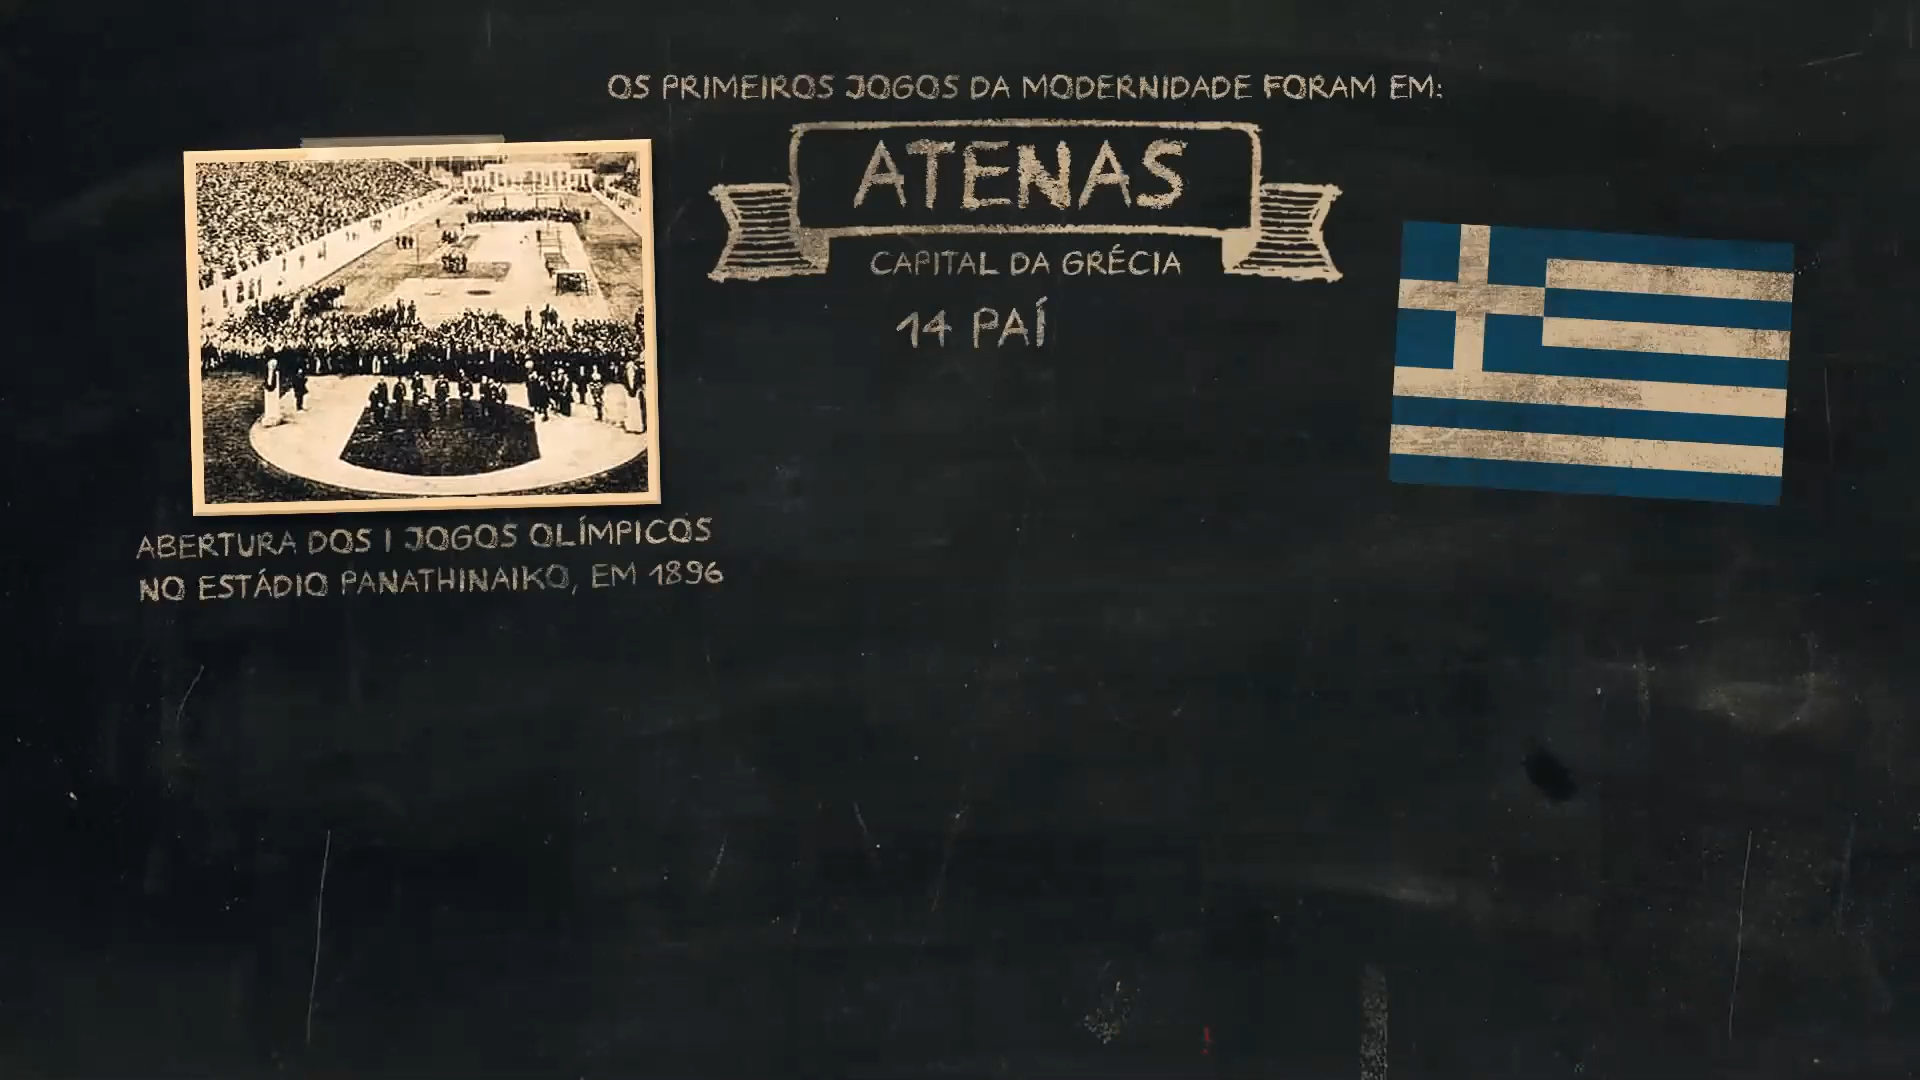 OS PRIMEIROS JOGOS DA MODERNIDADE FORAM EM:
ATENAS
CAPITAL DA GRÉCIA
14 PAÍ
ABERTURA DOS I JOGOS OLÍMPICOS
NO ESTÁDIO PANATHINAIKO, EM 1896